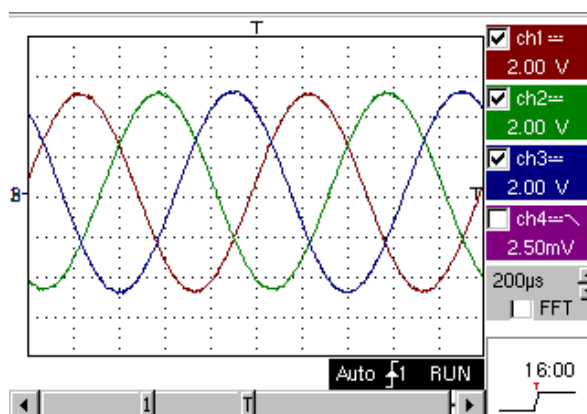 T
ch1
2.00 V
ch2
2.00 V
ch3
2.00 V
ch4
2.50mV
200µs
FFT
T
Auto 1 RUN
16:00
T
1
T